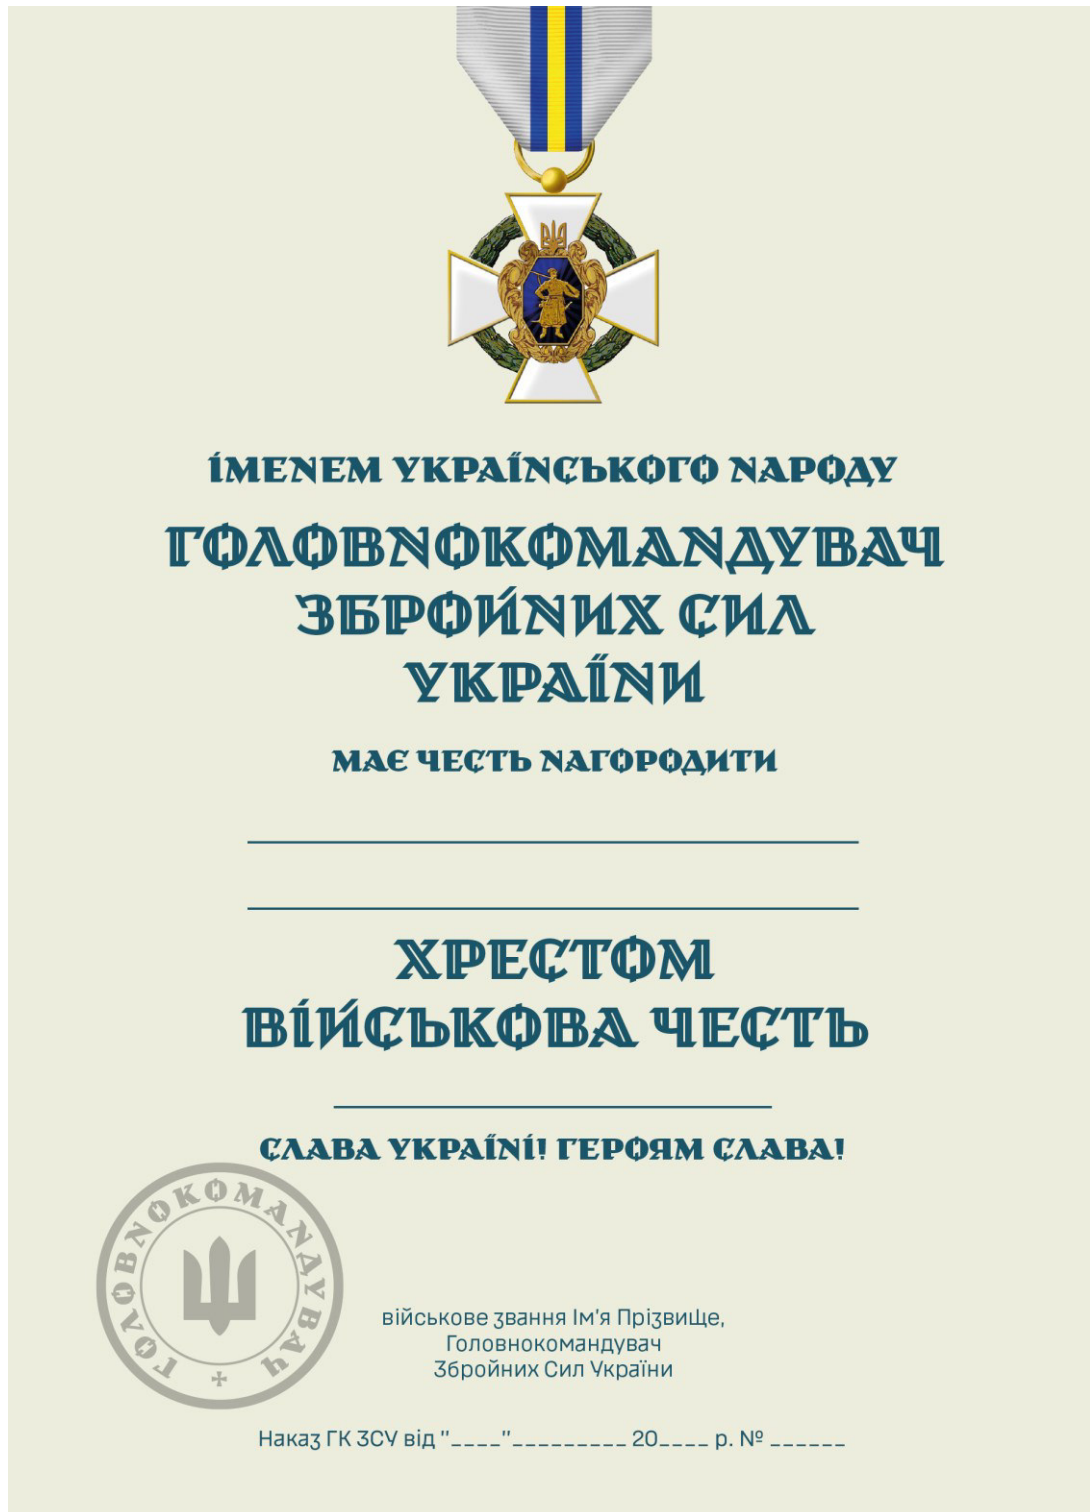 ІМЕНЕМ УКРАЇНСЬКОГО НАРОДУ
ГОЛОВНОКОМАНДУВАЧ
ЗБРОЙНИХ СИЛ
УКРАЇНИ
МАЄ ЧЕСТЬ НАГОРОДИТИ
ХРЕСТОМ
ВІЙСЬКОВА ЧЕСТЬ
СЛАВА УКРАЇНІ! ГЕРОЯМ СЛАВА!
ГОЛОВНОКОМАНДУВАЧ
військове звання Ім'я Прізвище,
Головнокомандувач
Збройних Сил України
Наказ ГК ЗСУ від "____"_________ 20____ р. № ______